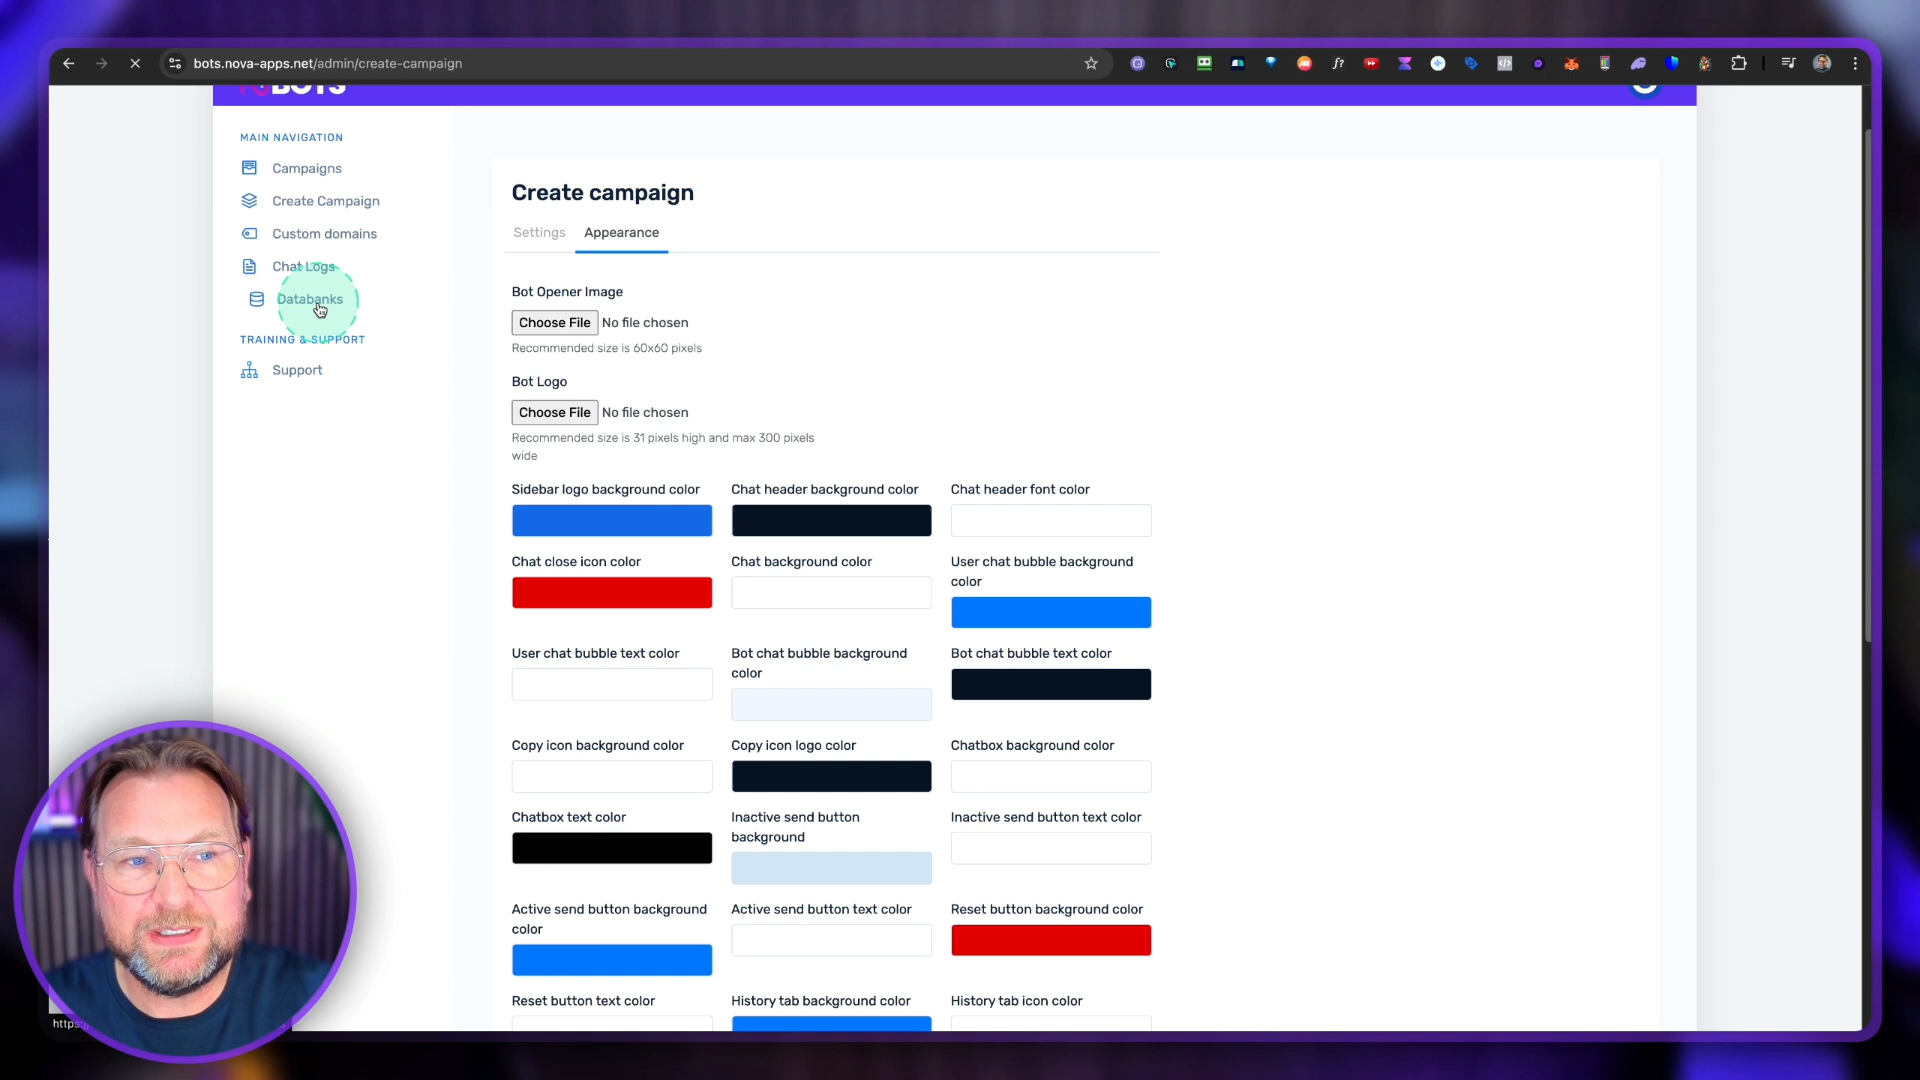 bots.nova-apps.net/admin/create-campaign
BOTS
MAIN NAVIGATION
Campaigns
Create Campaign
Custom domains
Chat Logs
Databanks
TRAINING & SUPPORT
Support
Create campaign
Settings
Appearance
Bot Opener Image
Choose File No file chosen
Recommended size is 60x60 pixels
Bot Logo
Choose File No file chosen
Recommended size is 31 pixels high and max 300 pixels
wide
Sidebar logo background color
Chat header background color
Chat header font color
Chat close icon color
Chat background color
User chat bubble background
color
User chat bubble text color
Bot chat bubble background
color
Bot chat bubble text color
Copy icon background color
Copy icon logo color
Chatbox background color
Chatbox text color
Inactive send button
background
Inactive send button text color
Active send button background
color
Active send button text color
Reset button background color
Reset button text color
History tab background color
History tab icon color